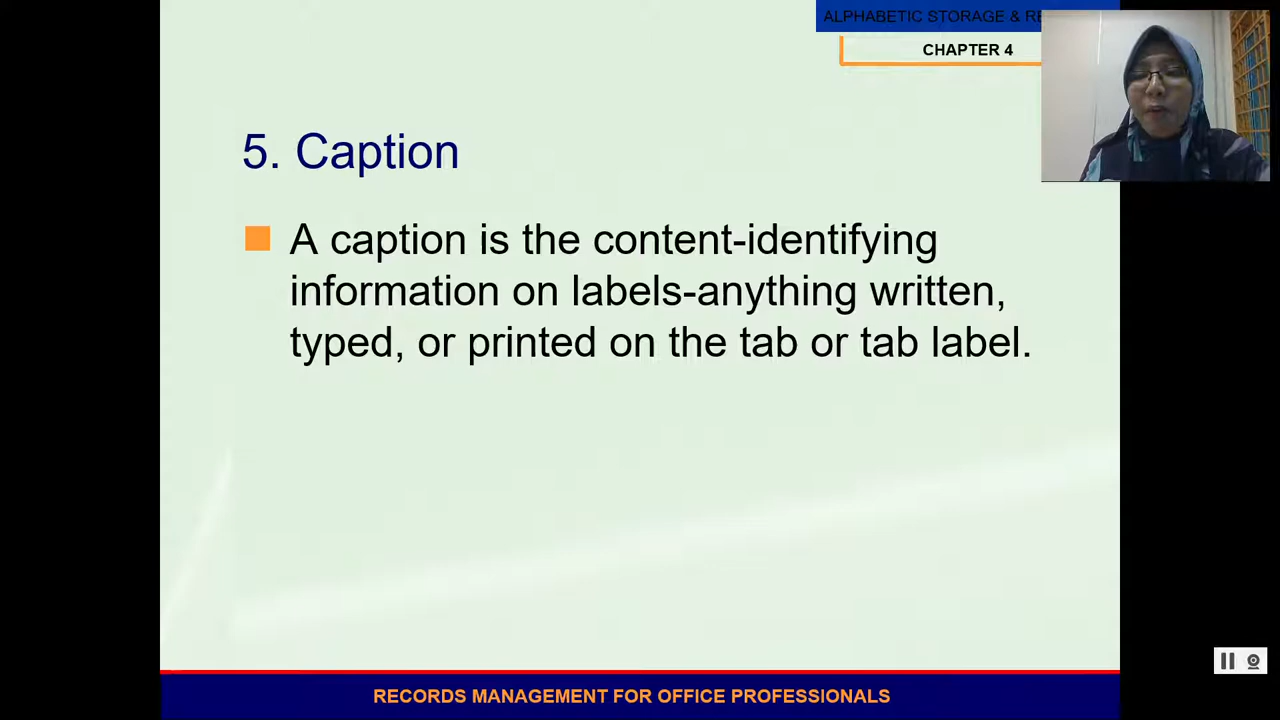 ALPHABETIC STORAGE &
CHAPTER 4
5. Caption
A caption is the content-identifying
information on labels-anything written,
typed, or printed on the tab or tab label.
RECORDS MANAGEMENT FOR OFFICE PROFESSIONALS